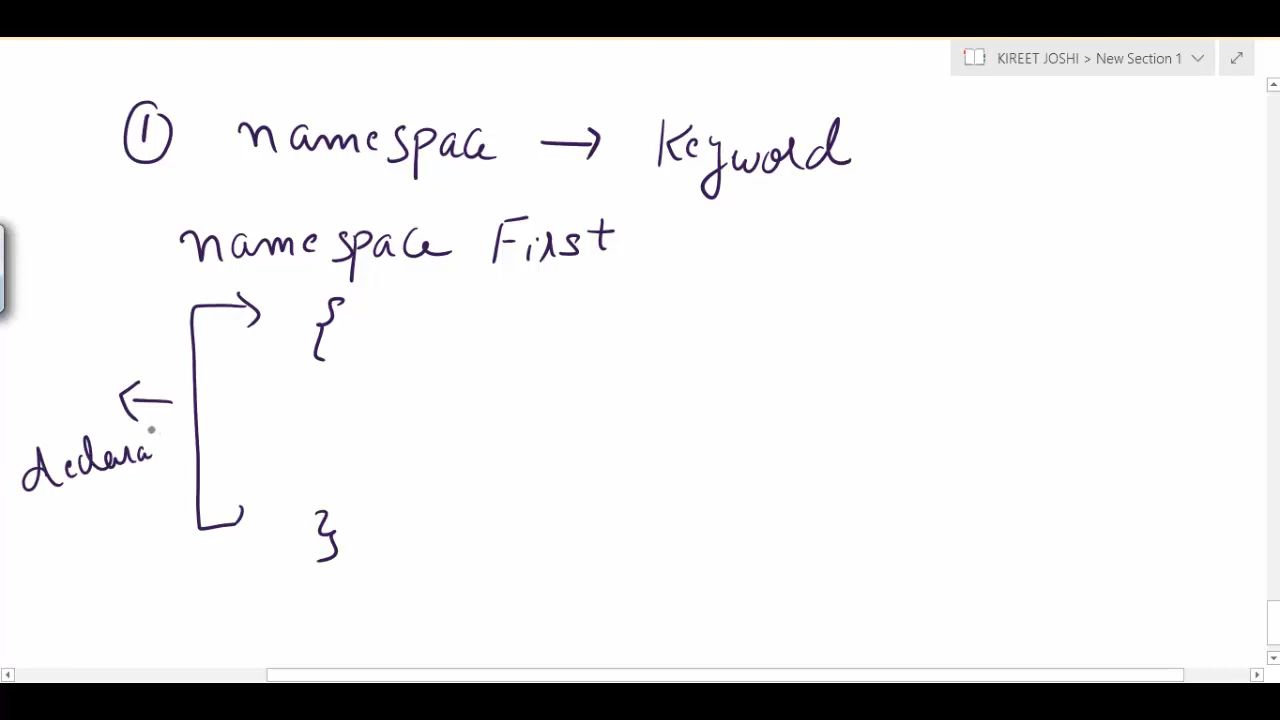 KIREET JOSHI > New Section 1
① namespace → Keyword
namespace First
{
declara
}